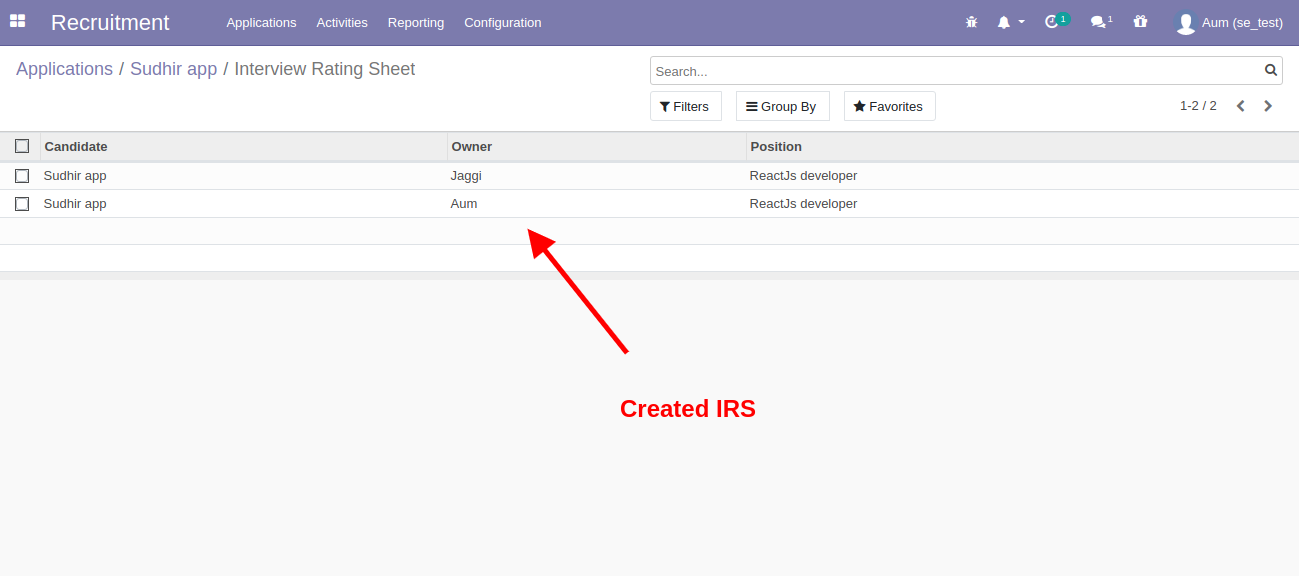 Recruitment Applications Activities Reporting Configuration 1 1 Aum (se_test)
Applications / Sudhir app / Interview Rating Sheet
Search...
Filters Group By Favorites 1-2 / 2
Candidate Owner Position
Sudhir app Jaggi ReactJs developer
Sudhir app Aum ReactJs developer
Created IRS